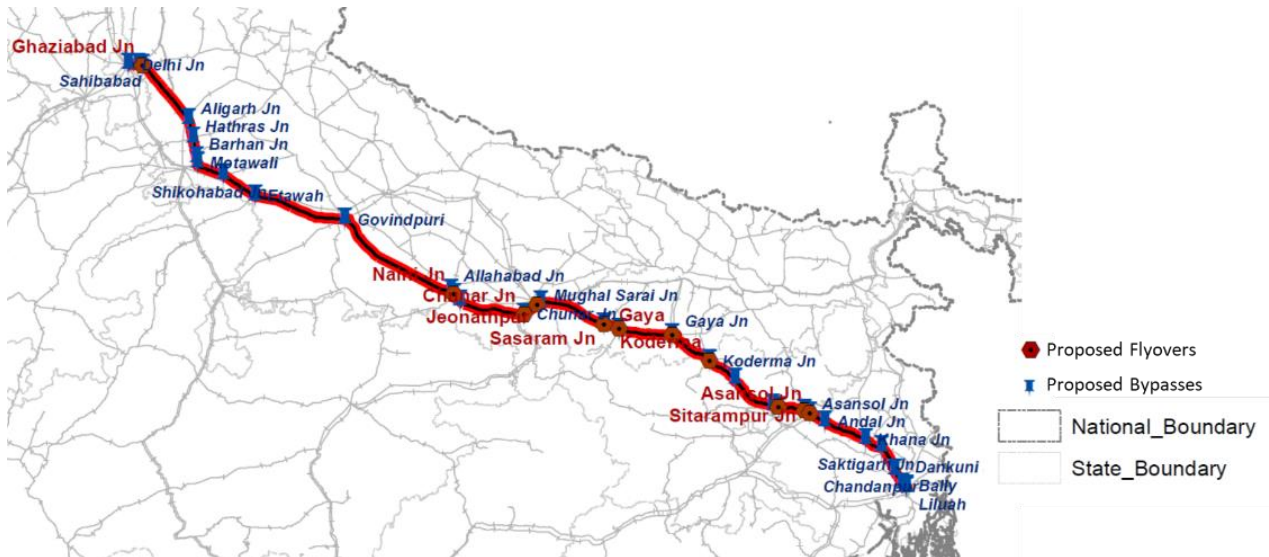 Ghaziabad Jn
Delhi Jn
Sahibabad
Aligarh Jn
Hathras Jn
Barhan Jn
Motawali
Shikohabad
Etawah
Govindpuri
Naini Jn
Allahabad Jn
Chunar Jn
Mughal Sarai Jn
Jeonathpur
Chunar Jn
Gaya
Gaya Jn
Sasaram Jn
Koderma
Koderma Jn
Asansol Jn
Asansol Jn
Sitarampur Jn
Andal Jn
Khana Jn
Saktigarh Jn
Dankuni
Chandanpur
Bally
Liluah
Proposed Flyovers
Proposed Bypasses
National_Boundary
State_Boundary